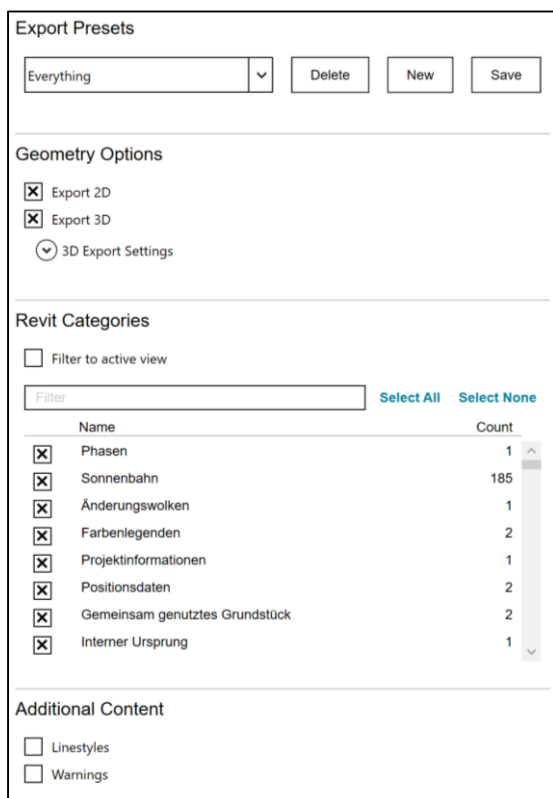 Export Presets
Everything Delete New Save
Geometry Options
Export 2D
Export 3D
3D Export Settings
Revit Categories
Filter to active view
Filter Select All Select None
Name Count
Phasen 1
Sonnenbahn 185
Änderungswolken 1
Farbenlegenden 2
Projektinformationen 1
Positionsdaten 2
Gemeinsam genutztes Grundstück 2
Interner Ursprung 1
Additional Content
Linestyles
Warnings